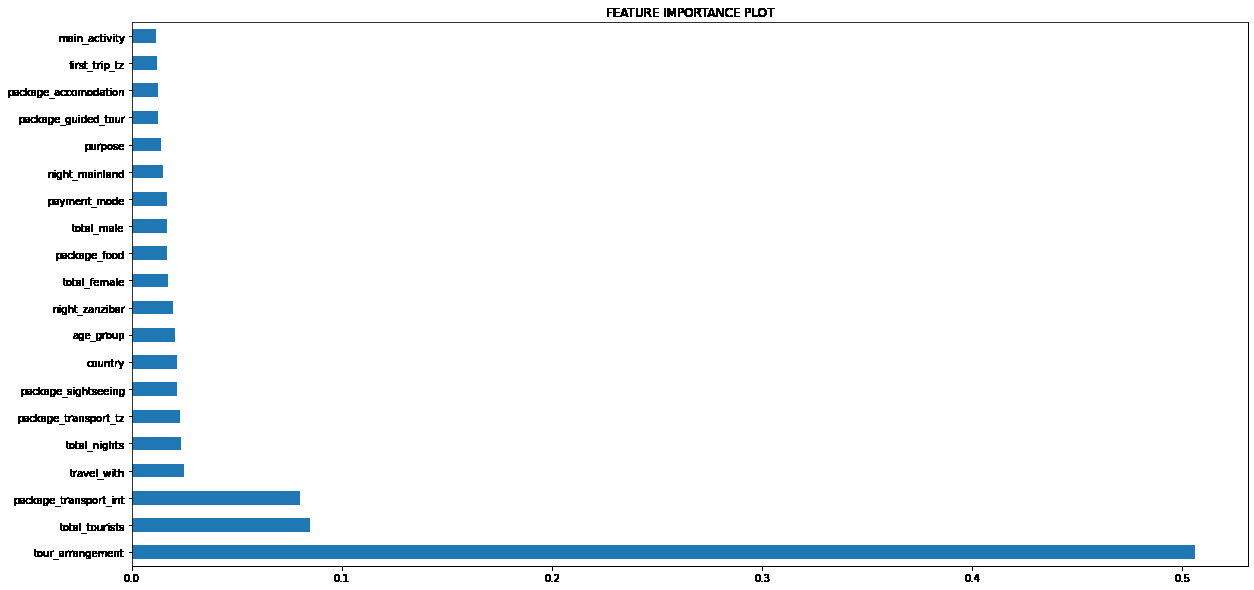 FEATURE IMPORTANCE PLOT
main_activity
first_trip_tz
package_accomodation
package_guided_tour
purpose
night_mainland
payment_mode
total_male
package_food
total_female
night_zanzibar
age_group
country
package_sightseeing
package_transport_tz
total_nights
travel_with
package_transport_int
total_tourists
tour_arrangement
0.0 0.1 0.2 0.3 0.4 0.5